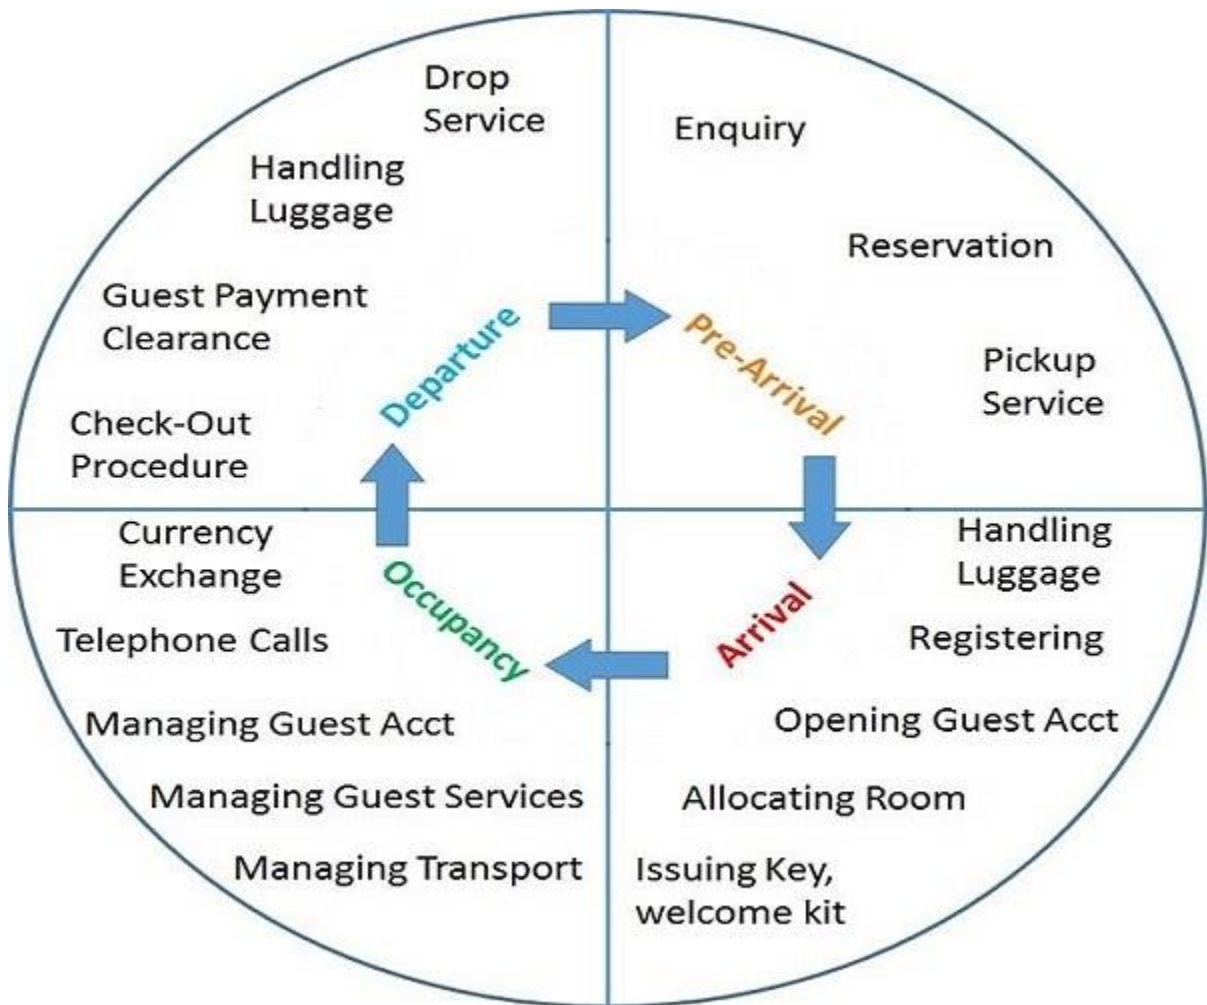 Drop
Service
Handling
Luggage
Guest Payment
Clearance
Check-Out
Procedure
Departure
Enquiry
Reservation
Pickup
Service
Pre-Arrival
Handling
Luggage
Registering
Opening Guest Acct
Allocating Room
Issuing Key,
welcome kit
Arrival
Currency
Exchange
Telephone Calls
Managing Guest Acct
Managing Guest Services
Managing Transport
Occupancy